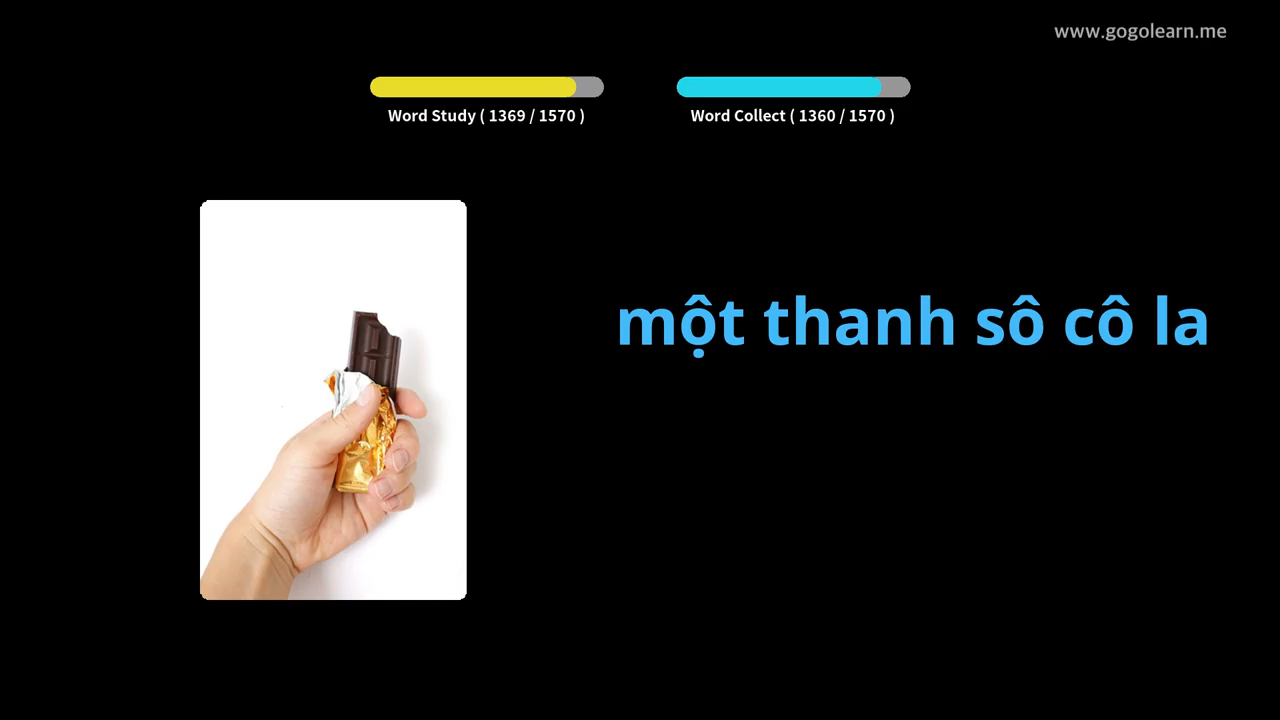 www.gogolearn.me
Word Study ( 1369 / 1570 )
Word Collect ( 1360 / 1570 )
một thanh sô cô la